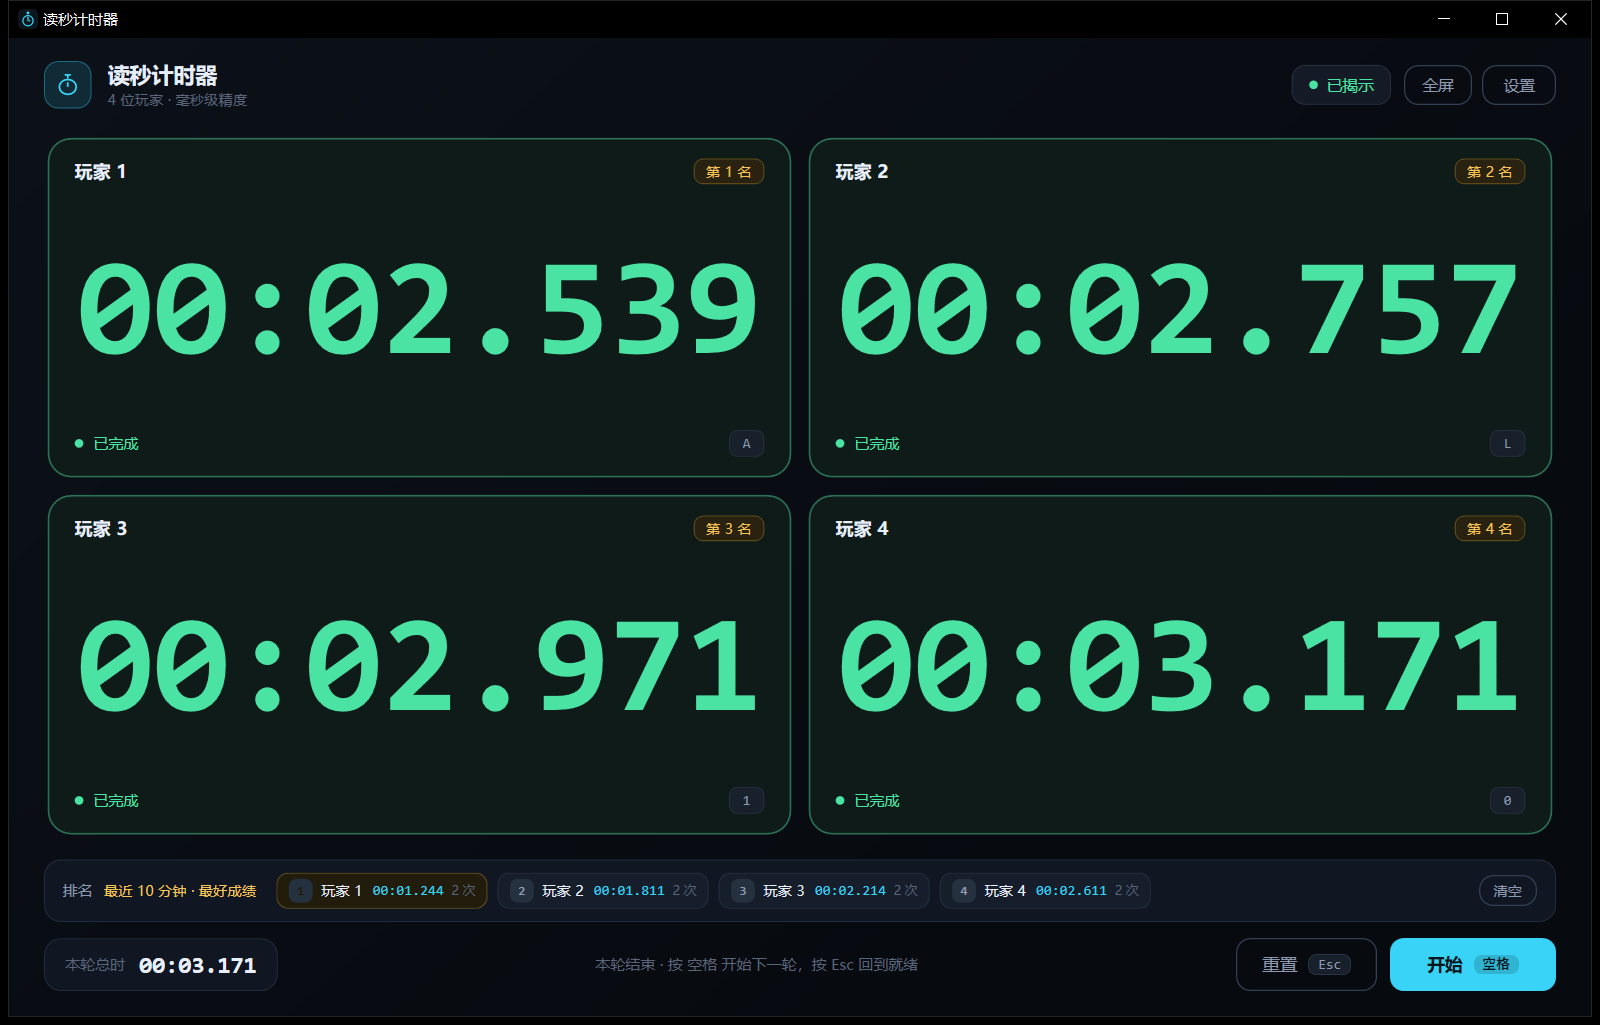 读秒计时器
读秒计时器
4 位玩家 · 毫秒级精度
已揭示 全屏 设置
玩家 1 第 1 名
00:02.539
已完成 A
玩家 2 第 2 名
00:02.757
已完成 L
玩家 3 第 3 名
00:02.971
已完成 1
玩家 4 第 4 名
00:03.171
已完成 0
排名 最近 10 分钟 · 最好成绩 1 玩家 1 00:01.244 2 次 2 玩家 2 00:01.811 2 次 3 玩家 3 00:02.214 2 次 4 玩家 4 00:02.611 2 次 清空
本轮总时 00:03.171 本轮结束 · 按 空格 开始下一轮，按 Esc 回到就绪 重置 Esc 开始 空格